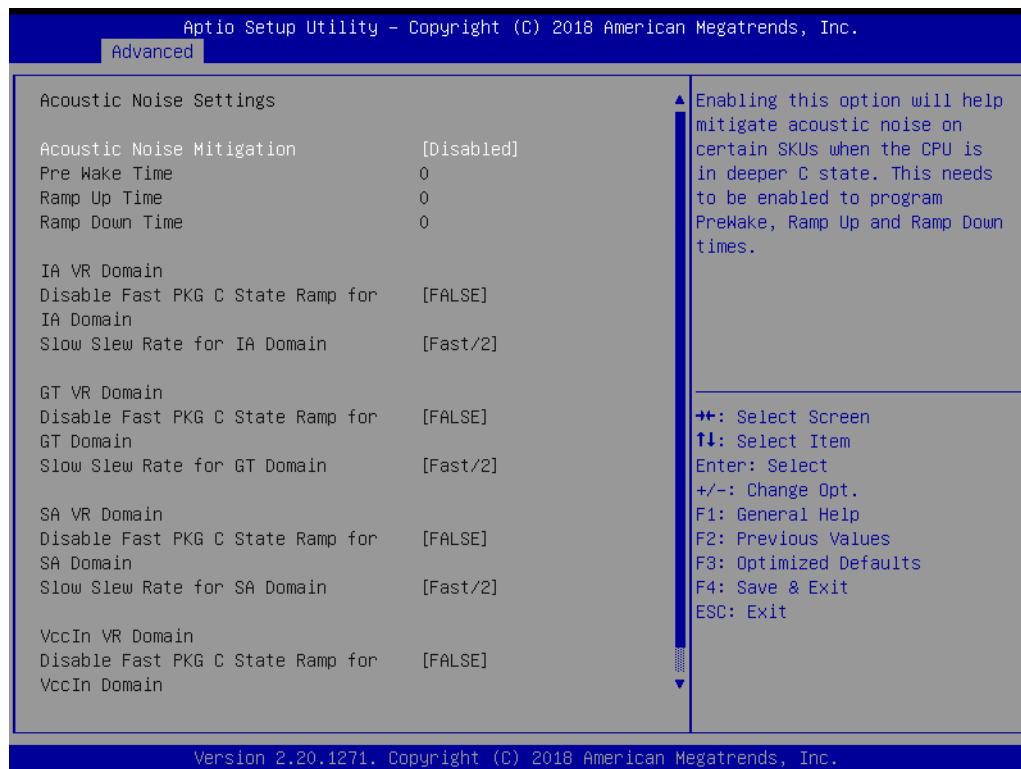 Aptio Setup Utility – Copyright (C) 2018 American Megatrends, Inc.
Advanced
Acoustic Noise Settings
Acoustic Noise Mitigation [Disabled]
Pre Wake Time 0
Ramp Up Time 0
Ramp Down Time 0
IA VR Domain
Disable Fast PKG C State Ramp for [FALSE]
IA Domain
Slow Slew Rate for IA Domain [Fast/2]
GT VR Domain
Disable Fast PKG C State Ramp for [FALSE]
GT Domain
Slow Slew Rate for GT Domain [Fast/2]
SA VR Domain
Disable Fast PKG C State Ramp for [FALSE]
SA Domain
Slow Slew Rate for SA Domain [Fast/2]
VccIn VR Domain
Disable Fast PKG C State Ramp for [FALSE]
VccIn Domain
Enabling this option will help
mitigate acoustic noise on
certain SKUs when the CPU is
in deeper C state. This needs
to be enabled to program
PreWake, Ramp Up and Ramp Down
times.
→←: Select Screen
↑↓: Select Item
Enter: Select
+/-: Change Opt.
F1: General Help
F2: Previous Values
F3: Optimized Defaults
F4: Save & Exit
ESC: Exit
Version 2.20.1271. Copyright (C) 2018 American Megatrends, Inc.